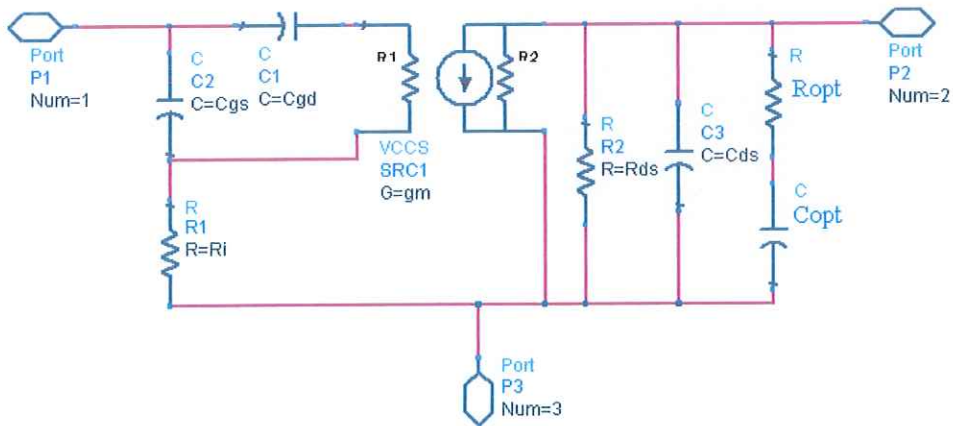 Port
P1
Num=1
C
C2
C=Cgs
C
C1
C=Cgd
R1
R2
VCCS
SRC1
G=gm
R
R1
R=Ri
R
R2
R=Rds
C
C3
C=Cds
R
Ropt
C
Copt
Port
P2
Num=2
Port
P3
Num=3